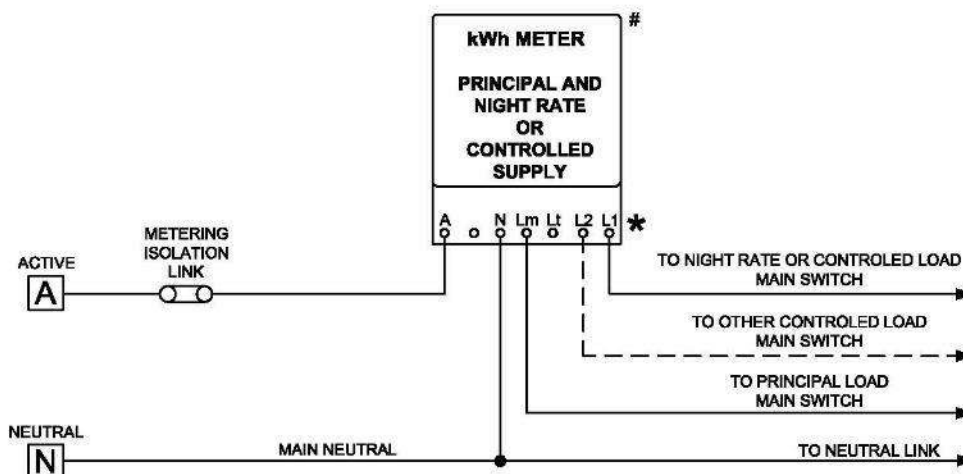 #
kWh METER
PRINCIPAL AND
NIGHT RATE
OR
CONTROLLED
SUPPLY
A N Lm Lt L2 L1 *
METERING
ISOLATION
LINK
ACTIVE
A
TO NIGHT RATE OR CONTROLED LOAD
MAIN SWITCH
TO OTHER CONTROLED LOAD
MAIN SWITCH
TO PRINCIPAL LOAD
MAIN SWITCH
NEUTRAL
N
MAIN NEUTRAL
TO NEUTRAL LINK